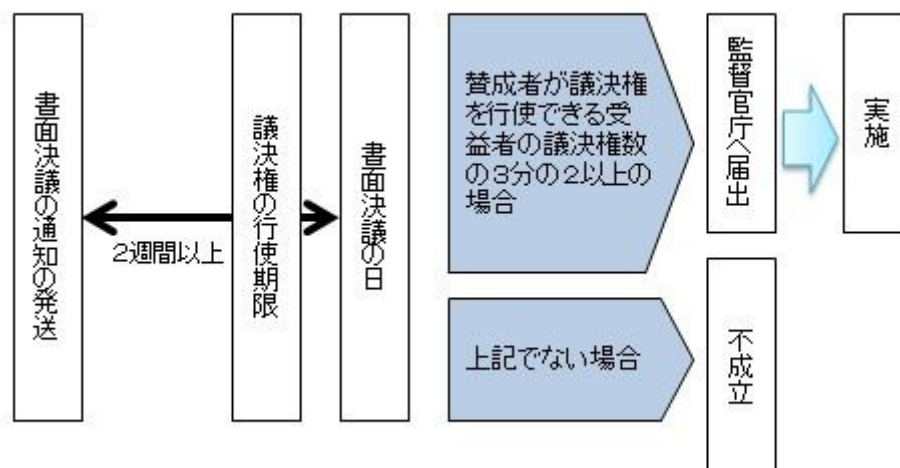 書面決議の通知の発送
2週間以上
議決権の行使期限
書面決議の日
賛成者が議決権
を行使できる受
益者の議決権数
の3分の2以上の
場合
監督官庁へ届出
実施
上記でない場合
不成立